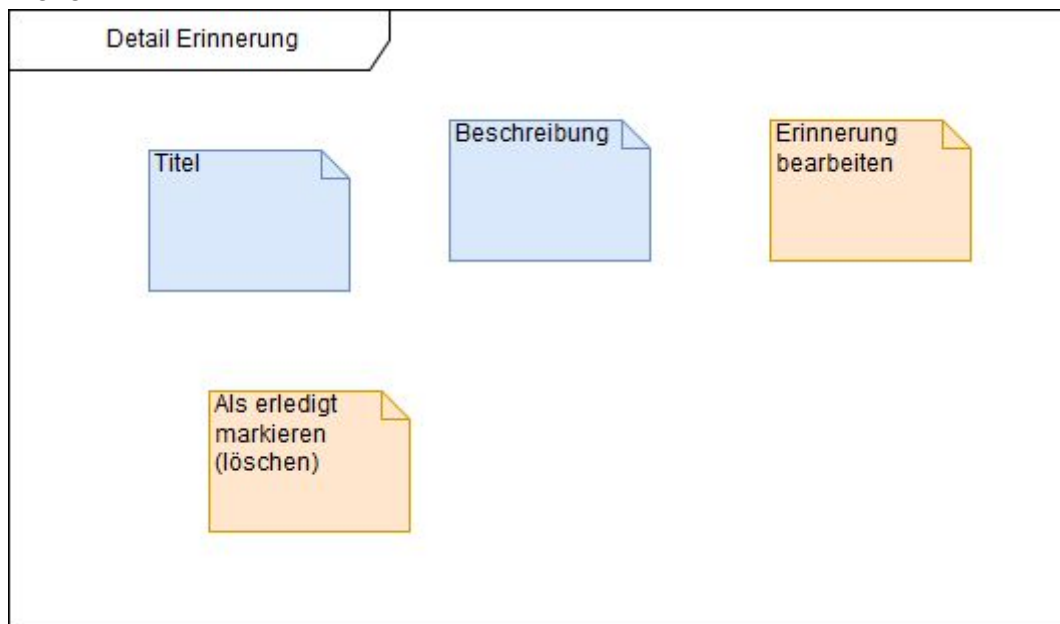 Detail Erinnerung
Titel
Beschreibung
Erinnerung
bearbeiten
Als erledigt
markieren
(löschen)